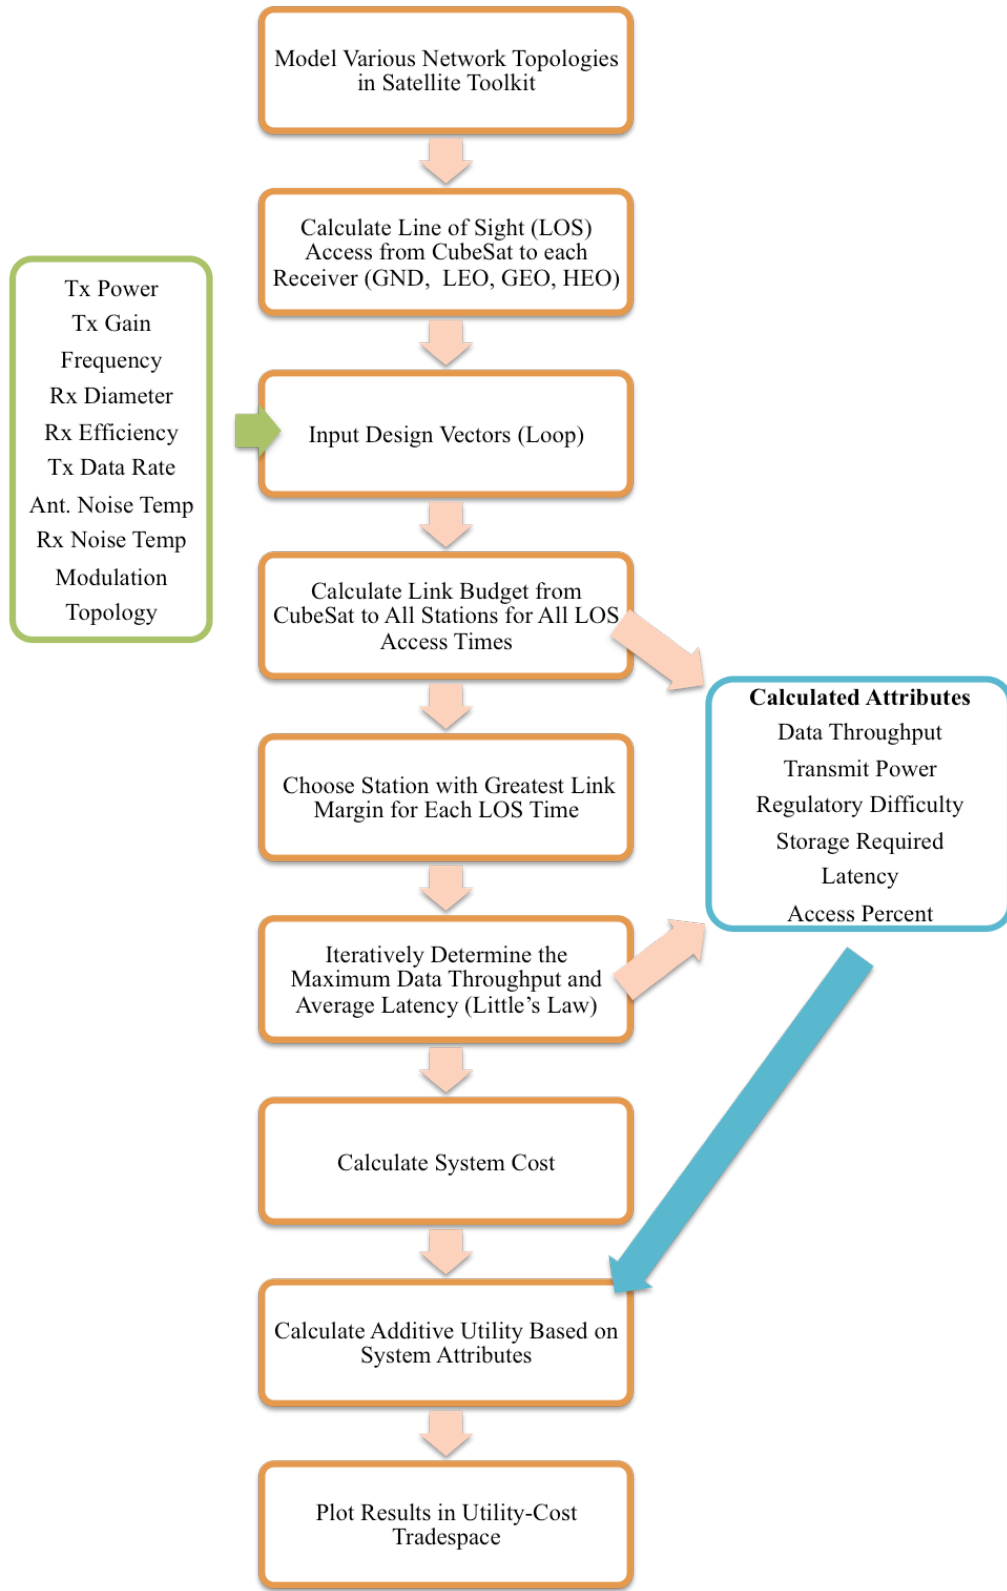 Model Various Network Topologies
in Satellite Toolkit
Calculate Line of Sight (LOS)
Access from CubeSat to each
Receiver (GND, LEO, GEO, HEO)
Tx Power
Tx Gain
Frequency
Rx Diameter
Rx Efficiency
Tx Data Rate
Ant. Noise Temp
Rx Noise Temp
Modulation
Topology
Input Design Vectors (Loop)
Calculate Link Budget from
CubeSat to All Stations for All LOS
Access Times
Calculated Attributes
Data Throughput
Transmit Power
Regulatory Difficulty
Storage Required
Latency
Access Percent
Choose Station with Greatest Link
Margin for Each LOS Time
Iteratively Determine the
Maximum Data Throughput and
Average Latency (Little’s Law)
Calculate System Cost
Calculate Additive Utility Based on
System Attributes
Plot Results in Utility-Cost
Tradespace